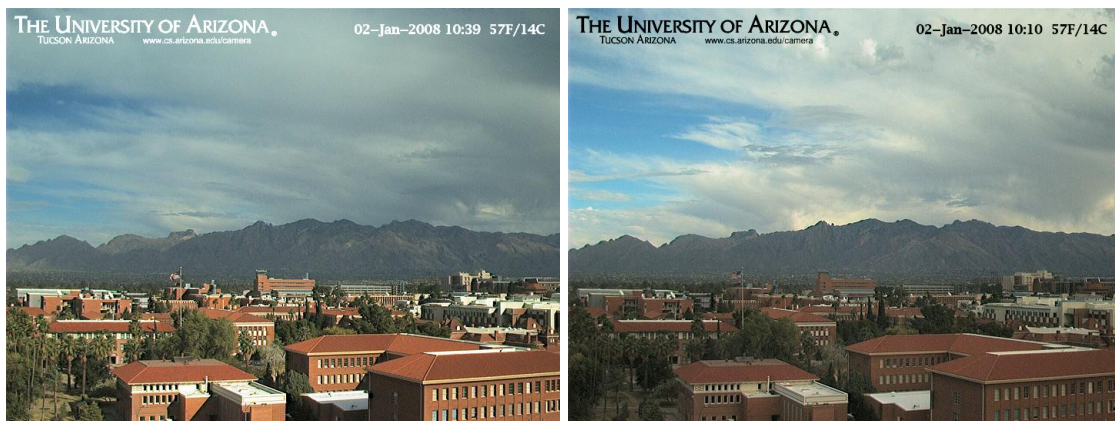 THE UNIVERSITY OF ARIZONA®
TUCSON ARIZONA www.cs.arizona.edu/camera
02–Jan–2008 10:39 57F/14C
THE UNIVERSITY OF ARIZONA®
TUCSON ARIZONA www.cs.arizona.edu/camera
02–Jan–2008 10:10 57F/14C